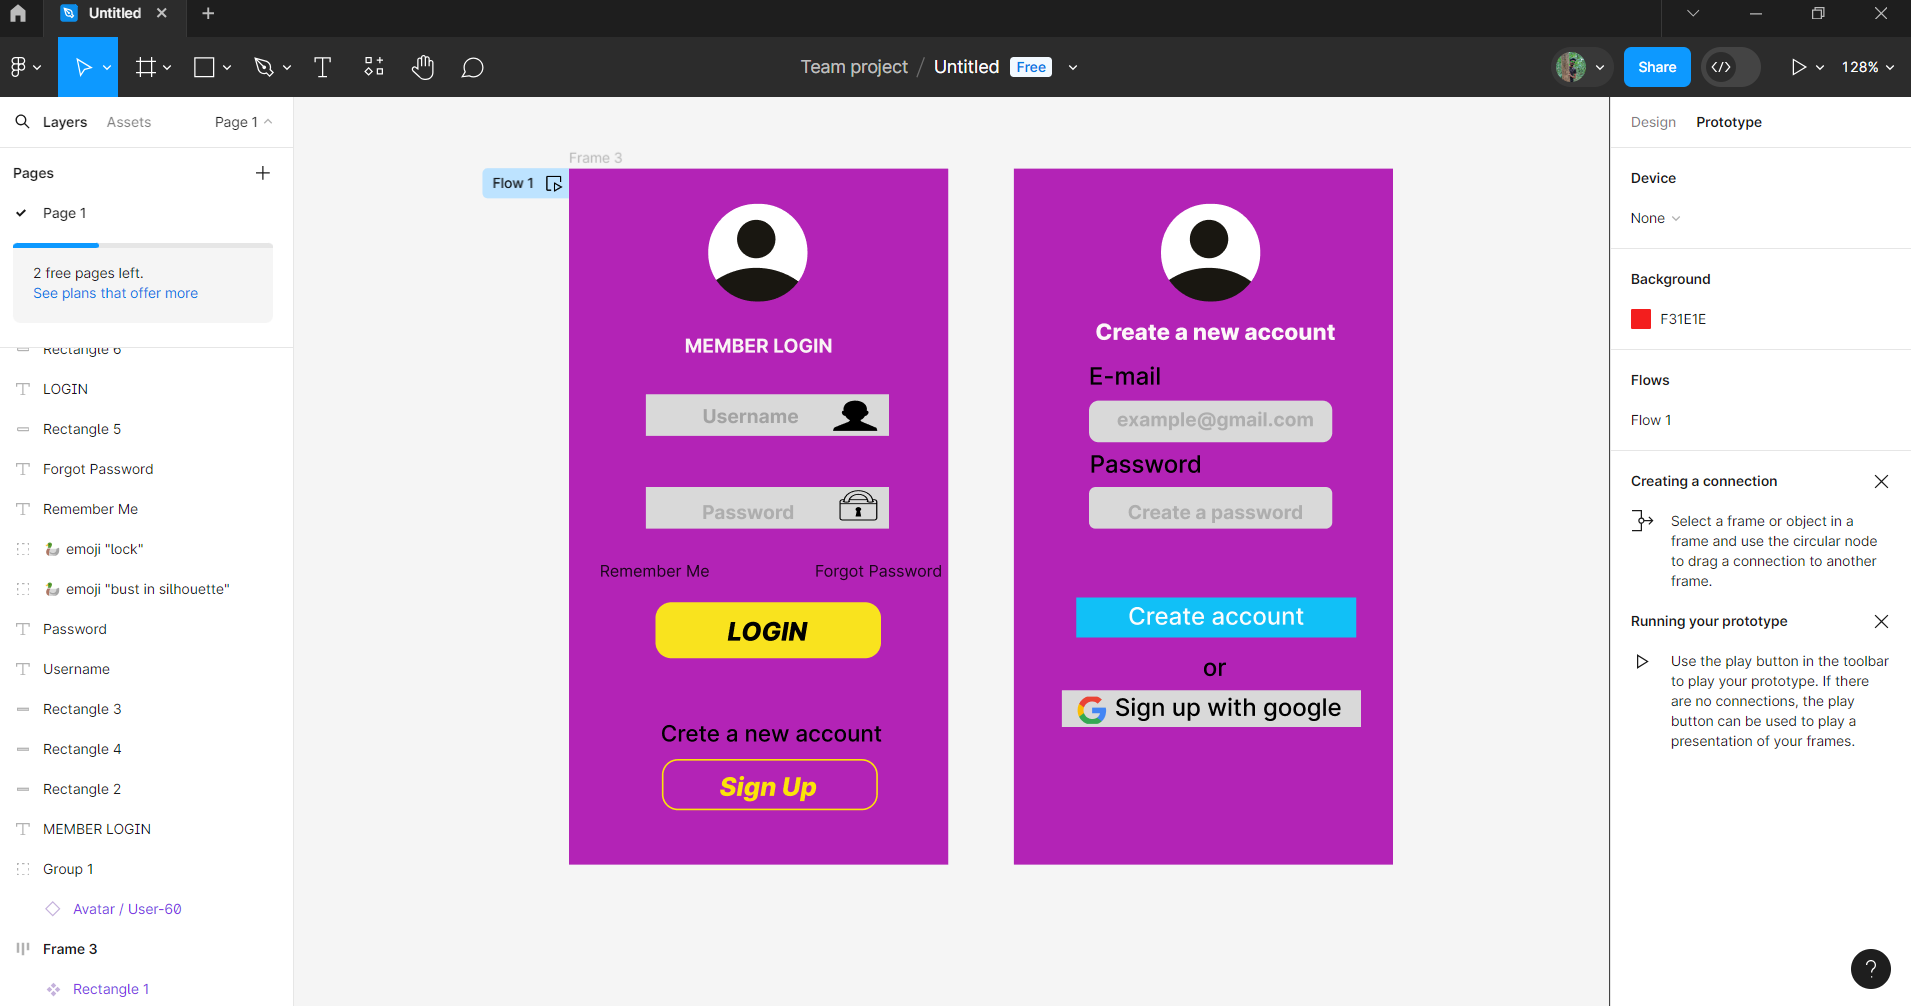 Untitled
Team project / Untitled Free
Share
128%
Layers Assets Page 1
Pages
Page 1
2 free pages left.
See plans that offer more
Rectangle 6
LOGIN
Rectangle 5
Forgot Password
Remember Me
emoji "lock"
emoji "bust in silhouette"
Password
Username
Rectangle 3
Rectangle 4
Rectangle 2
MEMBER LOGIN
Group 1
Avatar / User-60
Frame 3
Rectangle 1
Frame 3
Flow 1
MEMBER LOGIN
Username
Password
Remember Me Forgot Password
LOGIN
Crete a new account
Sign Up
Create a new account
E-mail
example@gmail.com
Password
Create a password
Create account
or
Sign up with google
Design Prototype
Device
None
Background
F31E1E
Flows
Flow 1
Creating a connection
Select a frame or object in a
frame and use the circular node
to drag a connection to another
frame.
Running your prototype
Use the play button in the toolbar
to play your prototype. If there
are no connections, the play
button can be used to play a
presentation of your frames.
?